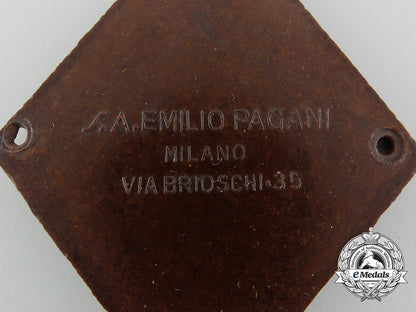 S.A. EMILIO PAGANI
MILANO
VIA BRIOSCHI·35
eMedals